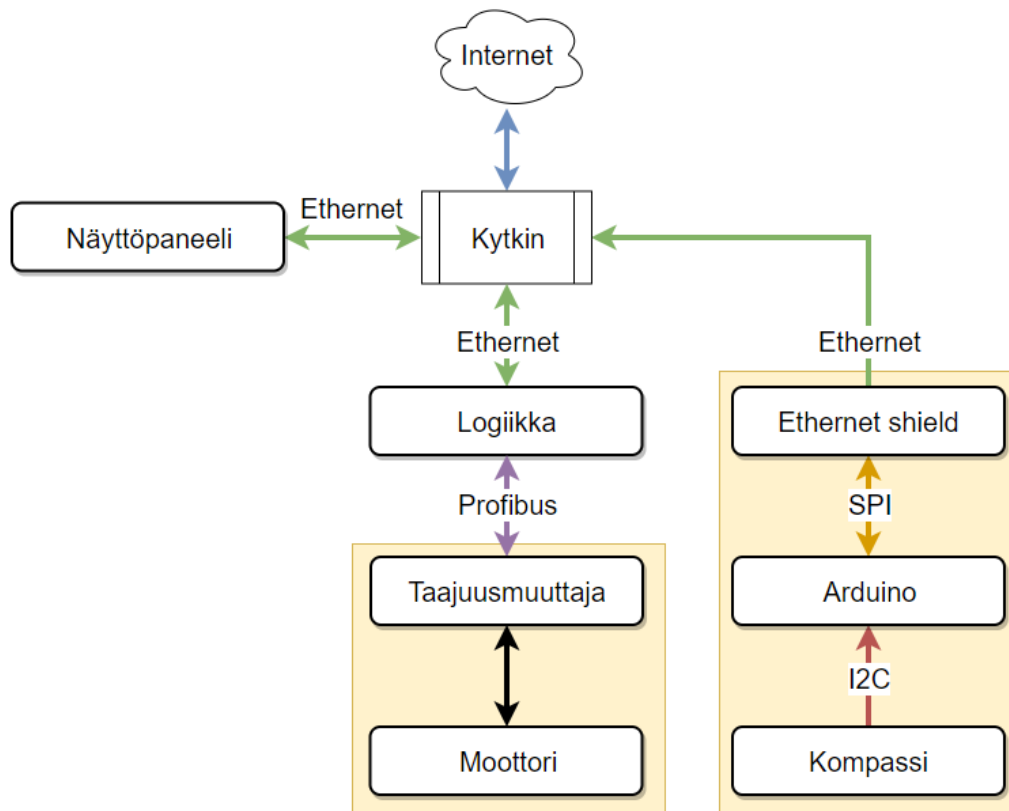 Internet
Ethernet
Näyttöpaneeli
Kytkin
Ethernet
Ethernet
Logiikka
Ethernet shield
Profibus
SPI
Taajuusmuuttaja
Arduino
I2C
Moottori
Kompassi